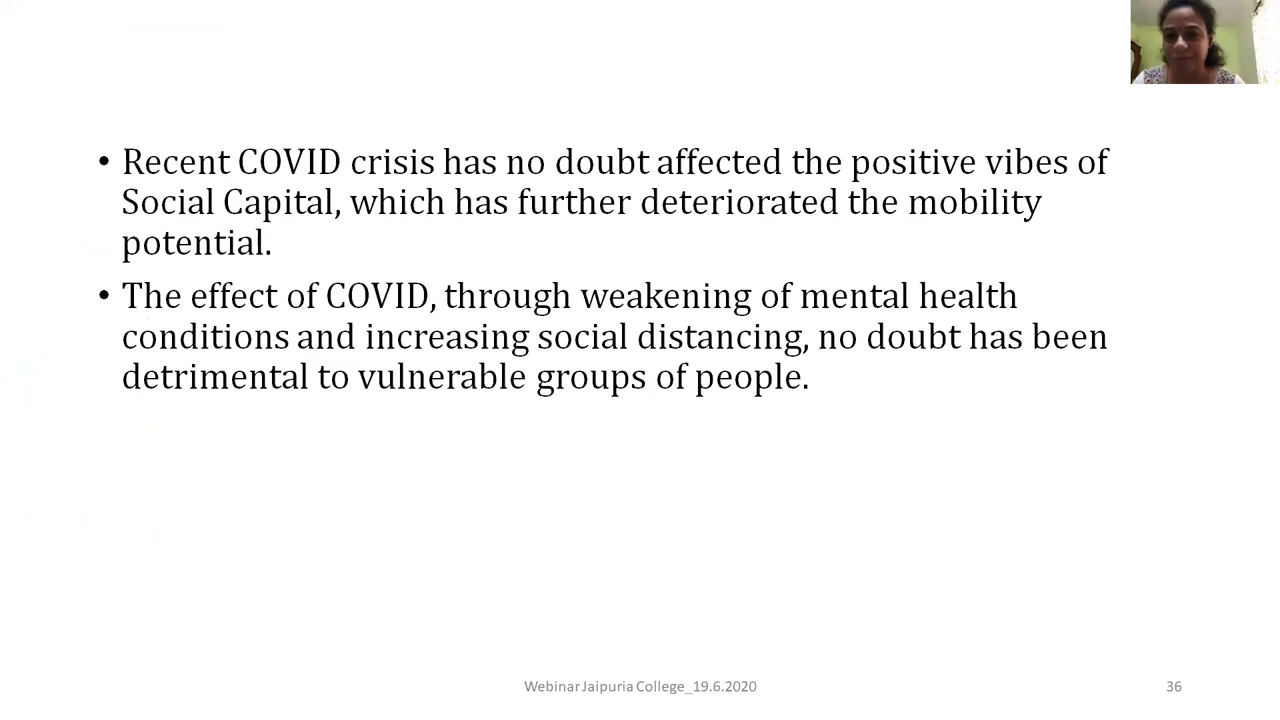 • Recent COVID crisis has no doubt affected the positive vibes of
Social Capital, which has further deteriorated the mobility
potential.
• The effect of COVID, through weakening of mental health
conditions and increasing social distancing, no doubt has been
detrimental to vulnerable groups of people.
Webinar Jaipuria College_19.6.2020
36